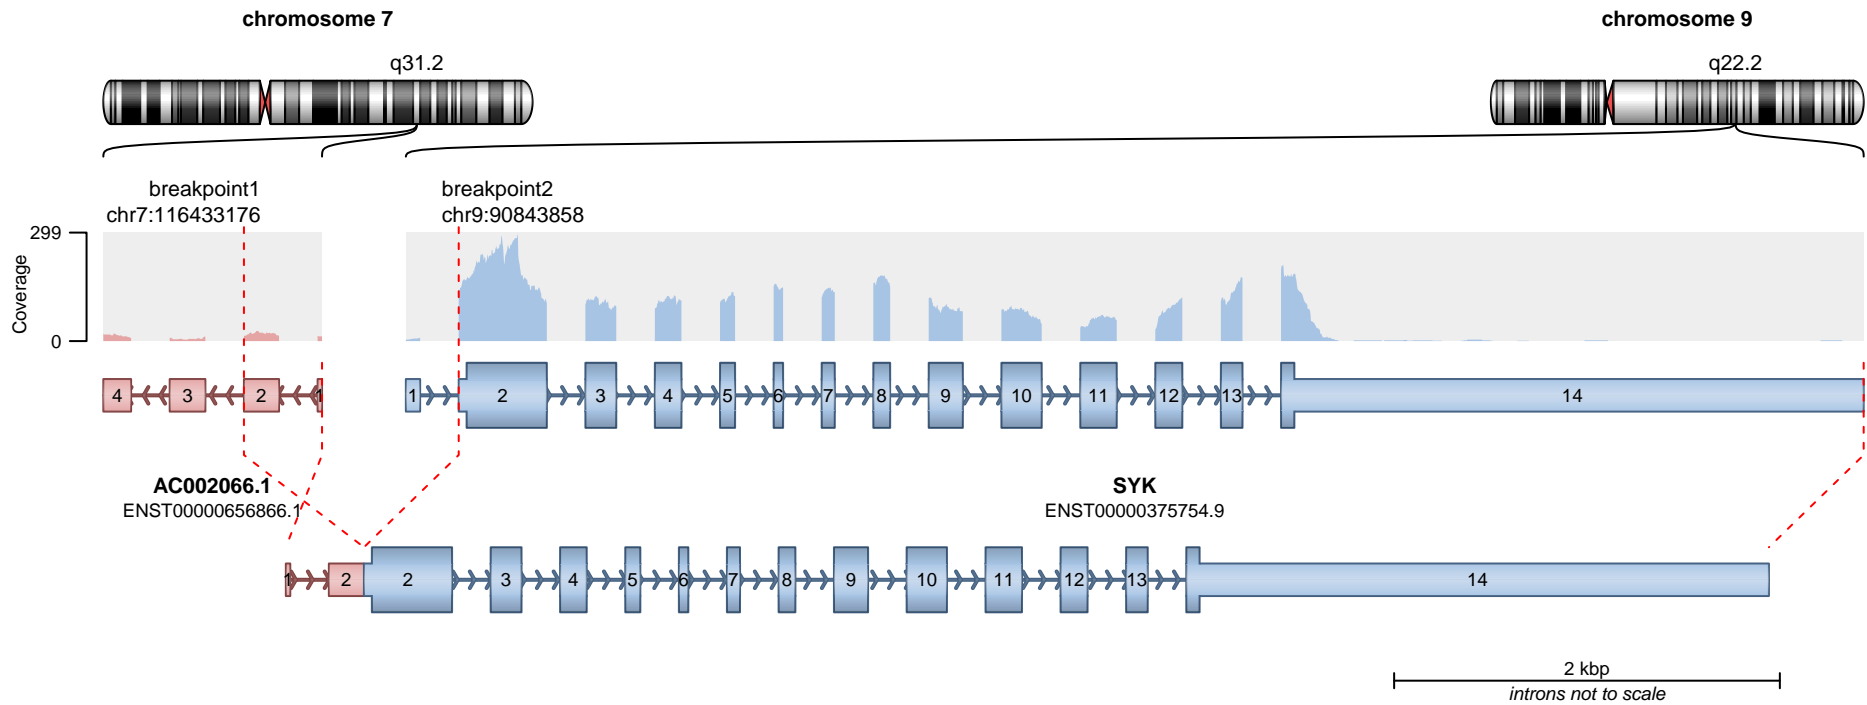 chromosome 7
chromosome 9
q31.2
q22.2
breakpoint1
chr7:116433176
breakpoint2
chr9:90843858
299
0
Coverage
4 3 2 1
1 2 3 4 5 6 7 8 9 10 11 12 13 14
AC002066.1
ENST00000656866.1
SYK
ENST00000375754.9
1 2 2 3 4 5 6 7 8 9 10 11 12 13 14
2 kbp
introns not to scale